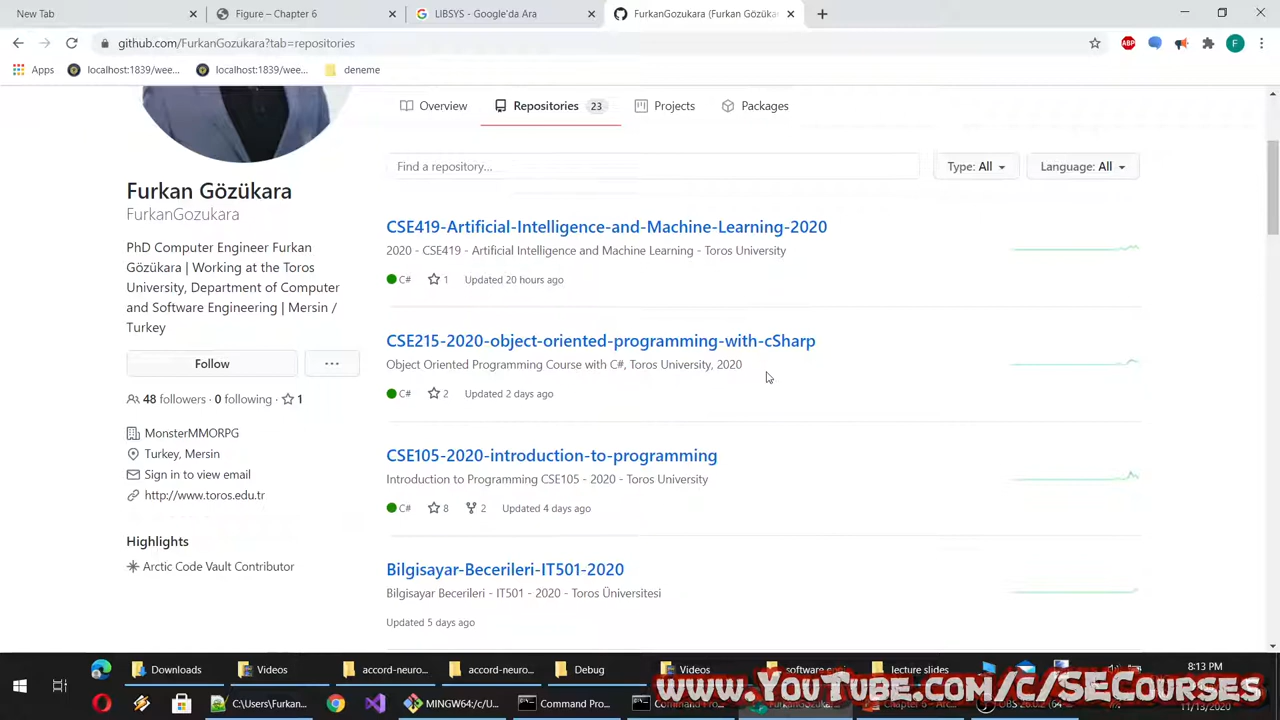 New Tab
Figure – Chapter 6
LIBSYS - Google'da Ara
FurkanGozukara (Furkan Gözüka
github.com/FurkanGozukara?tab=repositories
ABP
F
Apps
localhost:1839/wee...
localhost:1839/wee...
deneme
Overview
Repositories 23
Projects
Packages
Find a repository...
Type: All
Language: All
Furkan Gözükara
FurkanGozukara
PhD Computer Engineer Furkan
Gözükara | Working at the Toros
University, Department of Computer
and Software Engineering | Mersin /
Turkey
Follow
48 followers · 0 following · 1
MonsterMMORPG
Turkey, Mersin
Sign in to view email
http://www.toros.edu.tr
Highlights
Arctic Code Vault Contributor
CSE419-Artificial-Intelligence-and-Machine-Learning-2020
2020 - CSE419 - Artificial Intelligence and Machine Learning - Toros University
C# 1 Updated 20 hours ago
CSE215-2020-object-oriented-programming-with-cSharp
Object Oriented Programming Course with C#, Toros University, 2020
C# 2 Updated 2 days ago
CSE105-2020-introduction-to-programming
Introduction to Programming CSE105 - 2020 - Toros University
C# 8 2 Updated 4 days ago
Bilgisayar-Becerileri-IT501-2020
Bilgisayar Becerileri - IT501 - 2020 - Toros Üniversitesi
Updated 5 days ago
Downloads
Videos
accord-neuro...
accord-neuro...
Debug
Videos
lecture slides
8:13 PM
C:\Users\Furkan...
MINGW64:/c/U...
Command Pro...
11/13/2020
www.YouTube.com/c/SECourses